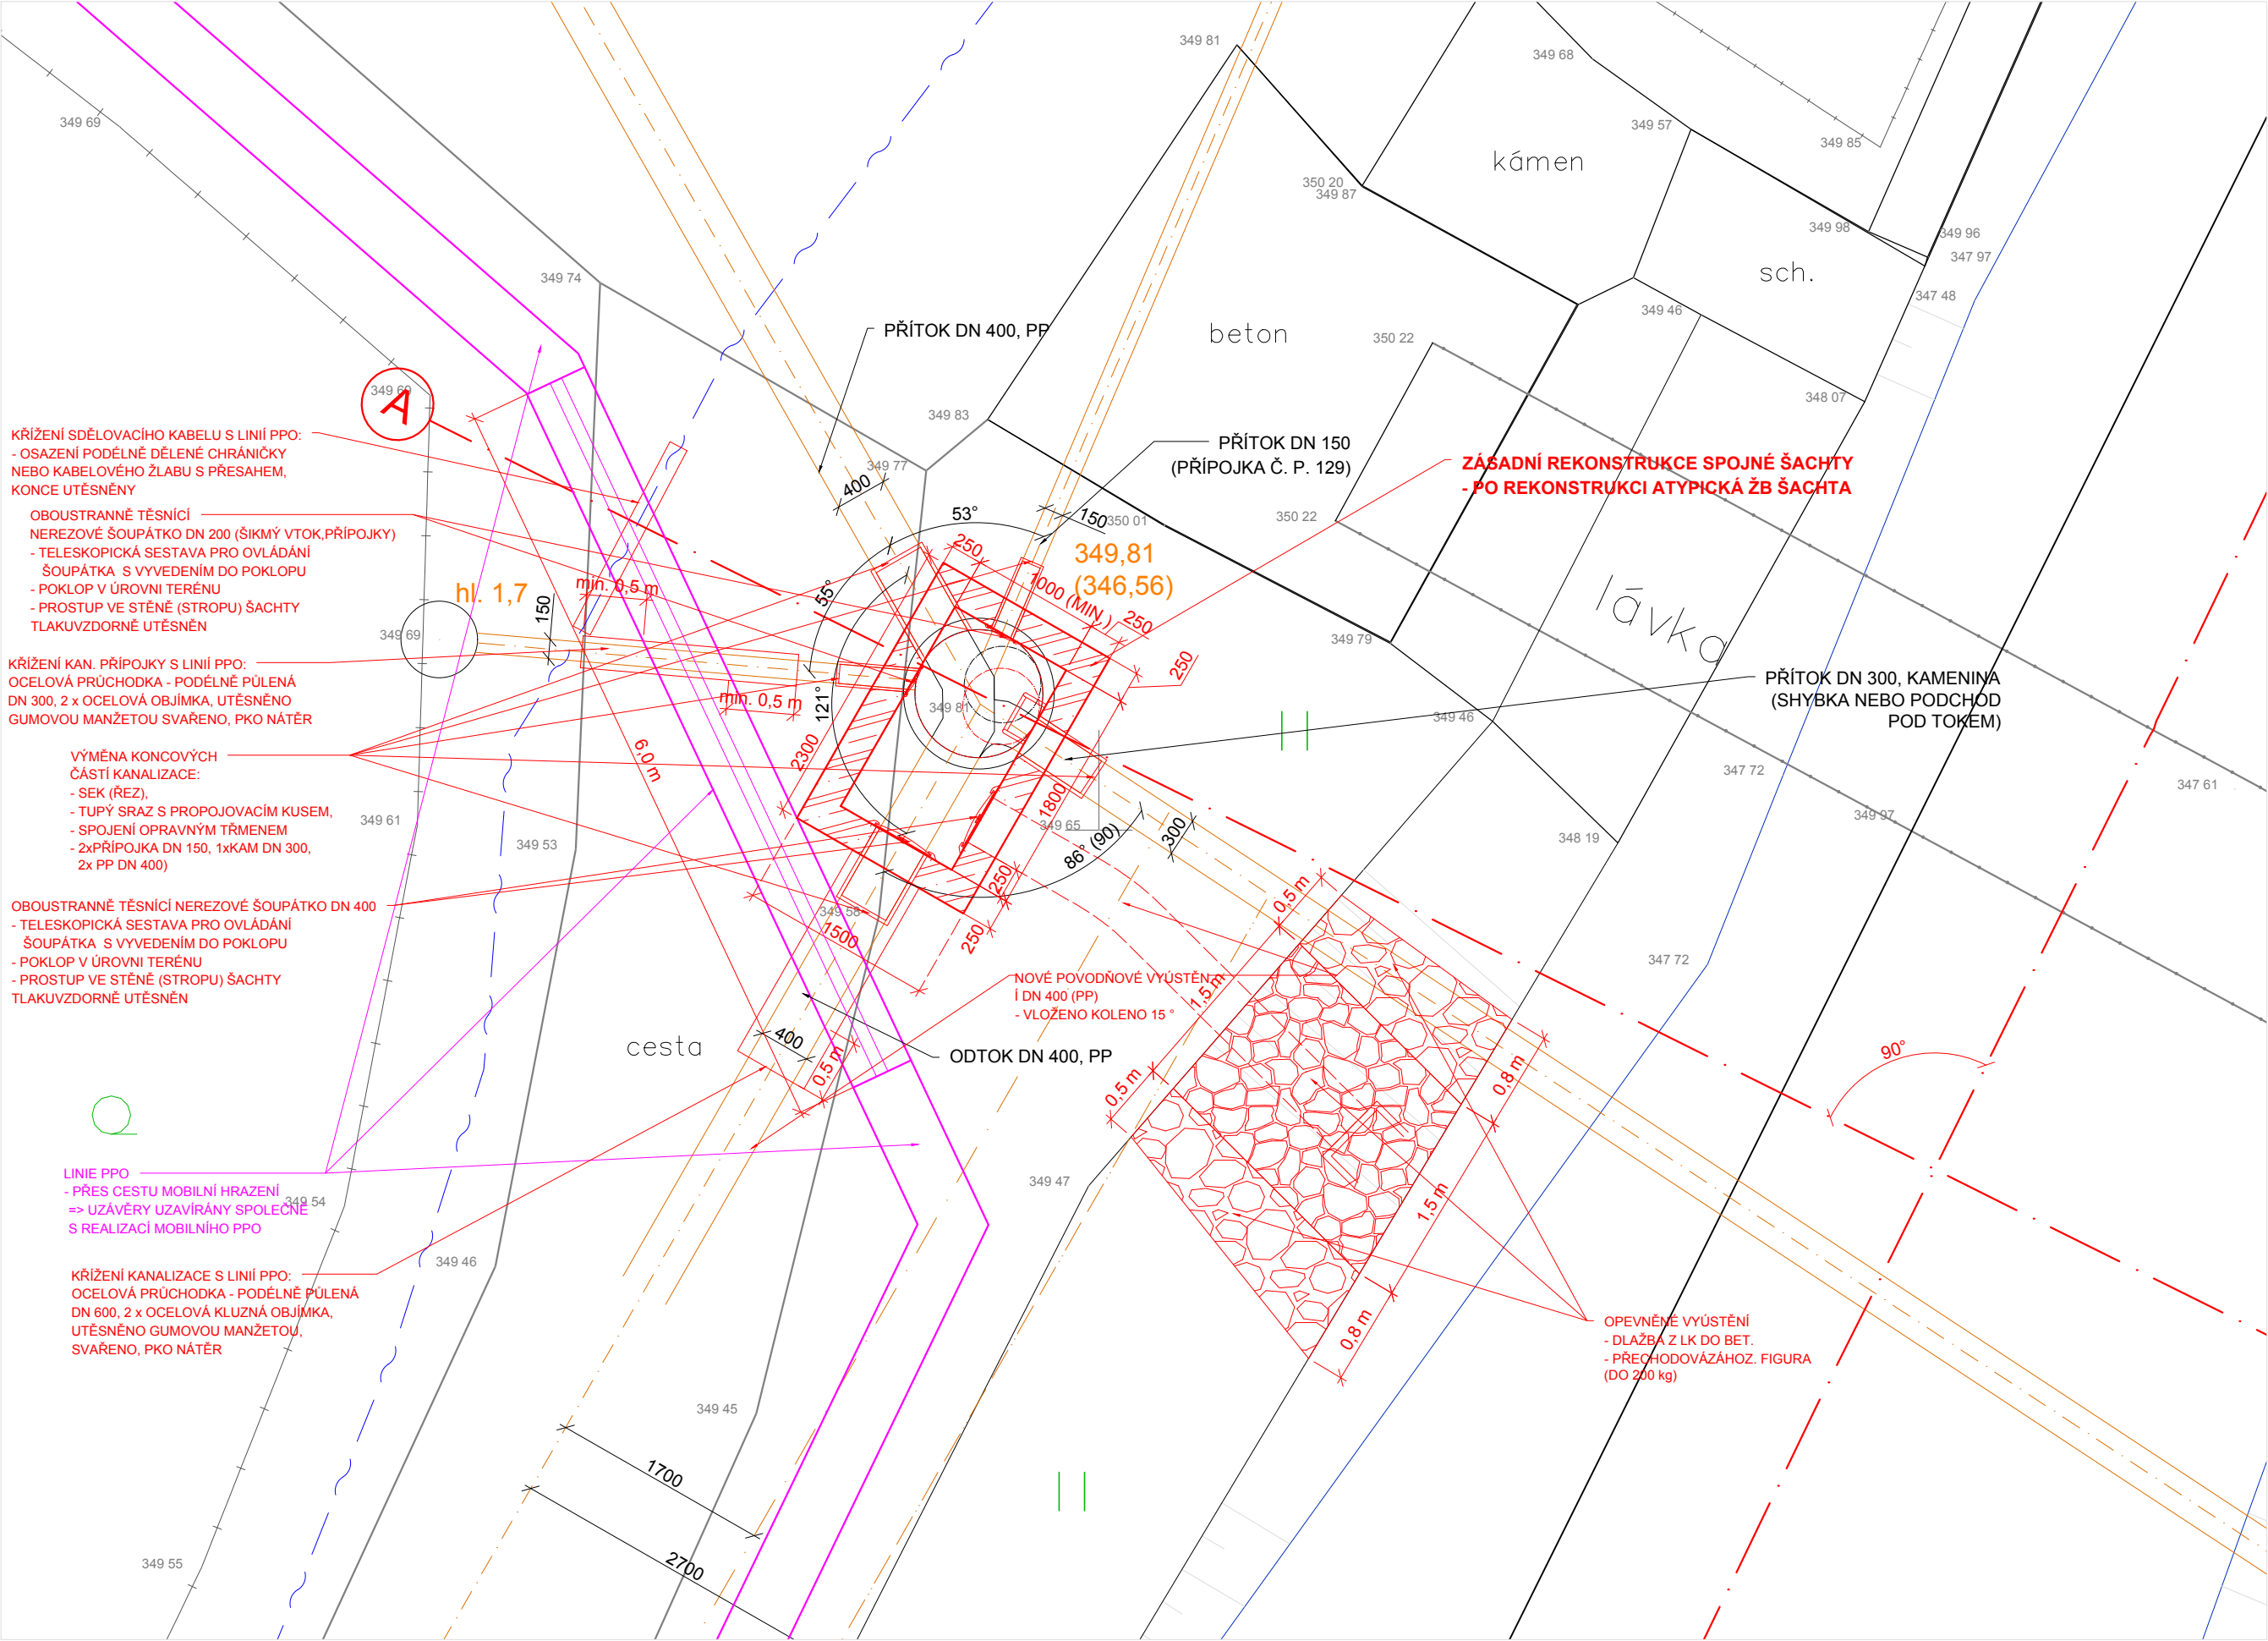 349 81
349 68
349 57
349 85
349 69
kámen
350 20
349 87
349 98
349 96
347 97
sch.
349 74
347 48
349 46
PŘÍTOK DN 400, PP
beton
350 22
349 69
A
348 07
349 83
KŘÍŽENÍ SDĚLOVACÍHO KABELU S LINIÍ PPO:
- OSAZENÍ PODÉLNĚ DĚLENÉ CHRÁNIČKY
NEBO KABELOVÉHO ŽLABU S PŘESAHEM,
KONCE UTĚSNĚNY
349 77
400
PŘÍTOK DN 150
(PŘÍPOJKA Č. P. 129)
ZÁSADNÍ REKONSTRUKCE SPOJNÉ ŠACHTY
- PO REKONSTRUKCI ATYPICKÁ ŽB ŠACHTA
OBOUSTRANNĚ TĚSNÍCÍ
NEREZOVÉ ŠOUPÁTKO DN 200 (ŠIKMÝ VTOK,PŘÍPOJKY)
- TELESKOPICKÁ SESTAVA PRO OVLÁDÁNÍ
ŠOUPÁTKA S VYVEDENÍM DO POKLOPU
- POKLOP V ÚROVNI TERÉNU
- PROSTUP VE STĚNĚ (STROPU) ŠACHTY
TLAKUVZDORNĚ UTĚSNĚN
53°
150
350 01
350 22
250
349,81
(346,56)
55°
1000 (MIN.)
250
hl. 1,7
150
min. 0,5 m
349 69
349 79
lávka
250
KŘÍŽENÍ KAN. PŘÍPOJKY S LINIÍ PPO:
OCELOVÁ PRŮCHODKA - PODÉLNĚ PŮLENÁ
DN 300, 2 x OCELOVÁ OBJÍMKA, UTĚSNĚNO
GUMOVOU MANŽETOU SVAŘENO, PKO NÁTĚR
min. 0,5 m
121°
349 81
PŘÍTOK DN 300, KAMENINA
(SHYBKA NEBO PODCHOD
POD TOKEM)
349 46
6,0 m
2300
VÝMĚNA KONCOVÝCH
ČÁSTÍ KANALIZACE:
- SEK (ŘEZ),
- TUPÝ SRAZ S PROPOJOVACÍM KUSEM,
- SPOJENÍ OPRAVNÝM TŘMENEM
- 2xPŘÍPOJKA DN 150, 1xKAM DN 300,
2x PP DN 400)
347 72
347 61
349 97
1800
349 61
349 53
349 65
86° (90)
300
348 19
250
0,5 m
OBOUSTRANNĚ TĚSNÍCÍ NEREZOVÉ ŠOUPÁTKO DN 400
- TELESKOPICKÁ SESTAVA PRO OVLÁDÁNÍ
ŠOUPÁTKA S VYVEDENÍM DO POKLOPU
- POKLOP V ÚROVNI TERÉNU
- PROSTUP VE STĚNĚ (STROPU) ŠACHTY
TLAKUVZDORNĚ UTĚSNĚN
349 58
1500
250
347 72
NOVÉ POVODŇOVÉ VYÚSTĚN
Í DN 400 (PP)
- VLOŽENO KOLENO 15 °
1,5 m
cesta
400
0,5 m
ODTOK DN 400, PP
0,5 m
0,8 m
90°
LINIE PPO
- PŘES CESTU MOBILNÍ HRAZENÍ
=> UZÁVĚRY UZAVÍRÁNY SPOLEČNĚ
S REALIZACÍ MOBILNÍHO PPO
349 54
349 47
1,5 m
349 46
KŘÍŽENÍ KANALIZACE S LINIÍ PPO:
OCELOVÁ PRŮCHODKA - PODÉLNĚ PŮLENÁ
DN 600, 2 x OCELOVÁ KLUZNÁ OBJÍMKA,
UTĚSNĚNO GUMOVOU MANŽETOU,
SVAŘENO, PKO NÁTĚR
0,8 m
OPEVNĚNÉ VYÚSTĚNÍ
- DLAŽBA Z LK DO BET.
- PŘECHODOVÁZÁHOZ. FIGURA
(DO 200 kg)
349 45
1700
2700
349 55